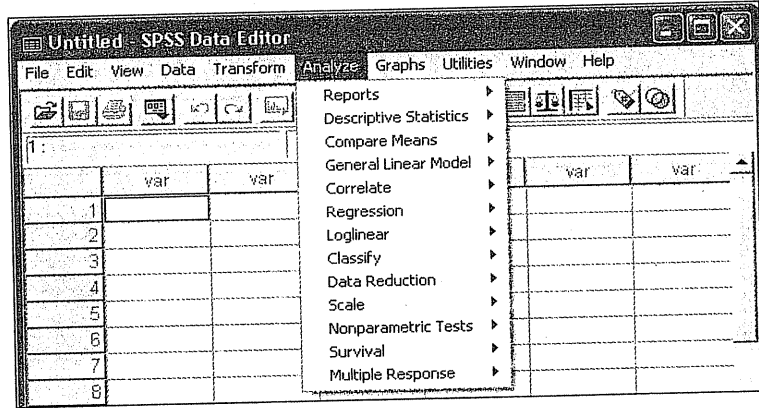 Untitled - SPSS Data Editor
File Edit View Data Transform Analyze Graphs Utilities Window Help
1 :
var var var var
Reports
Descriptive Statistics
Compare Means
General Linear Model
Correlate
Regression
Loglinear
Classify
Data Reduction
Scale
Nonparametric Tests
Survival
Multiple Response
1
2
3
4
5
6
7
8